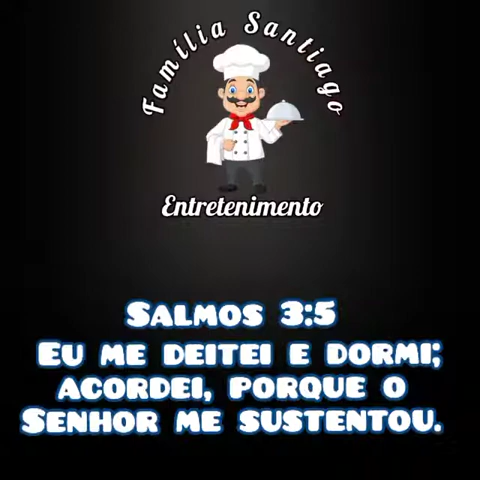 Família Santiago
Entretenimento
Salmos 3:5
Eu me deitei e dormi;
acordei, porque o
Senhor me sustentou.